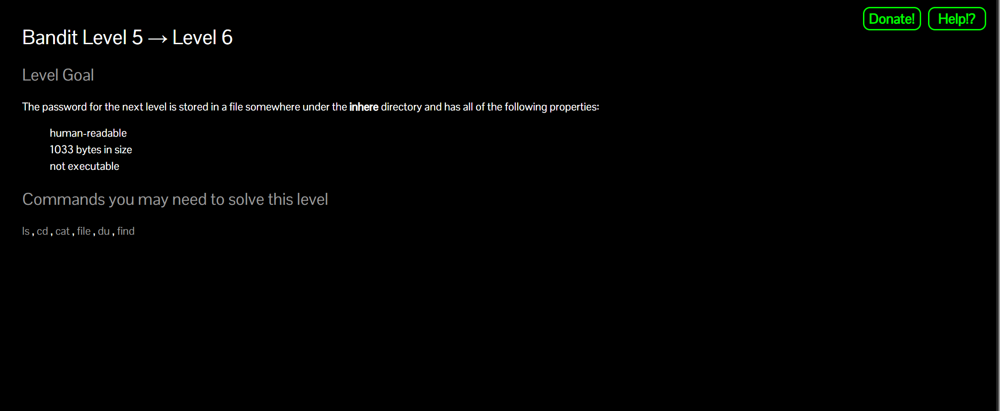 Donate! Help!?
Bandit Level 5 → Level 6
Level Goal
The password for the next level is stored in a file somewhere under the inhere directory and has all of the following properties:
human-readable
1033 bytes in size
not executable
Commands you may need to solve this level
ls , cd , cat , file , du , find